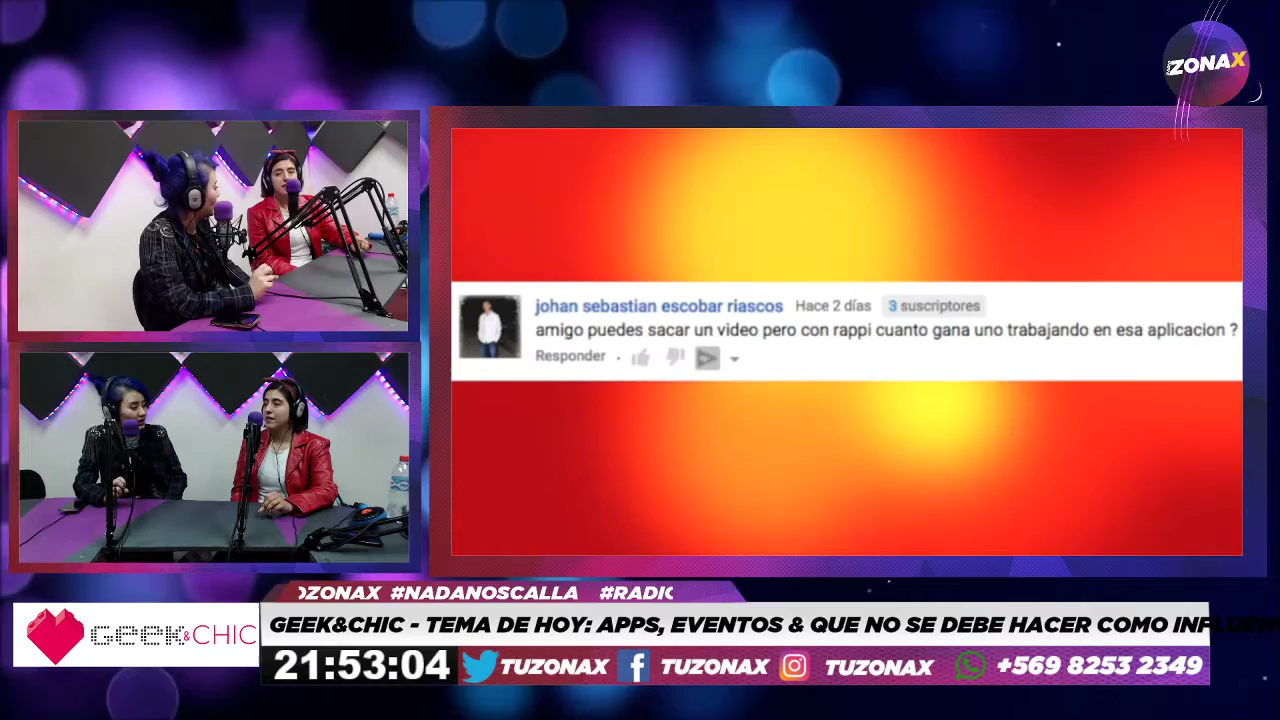 ZONAX
johan sebastian escobar riascos Hace 2 días 3 suscriptores
amigo puedes sacar un video pero con rappi cuanto gana uno trabajando en esa aplicacion ?
Responder
OZONAX #NADANOSCALLA #RADIO
GEEK&CHIC
GEEK&CHIC - TEMA DE HOY: APPS, EVENTOS & QUE NO SE DEBE HACER COMO INFLUEN
21:53:04 TUZONAX TUZONAX TUZONAX +569 8253 2349